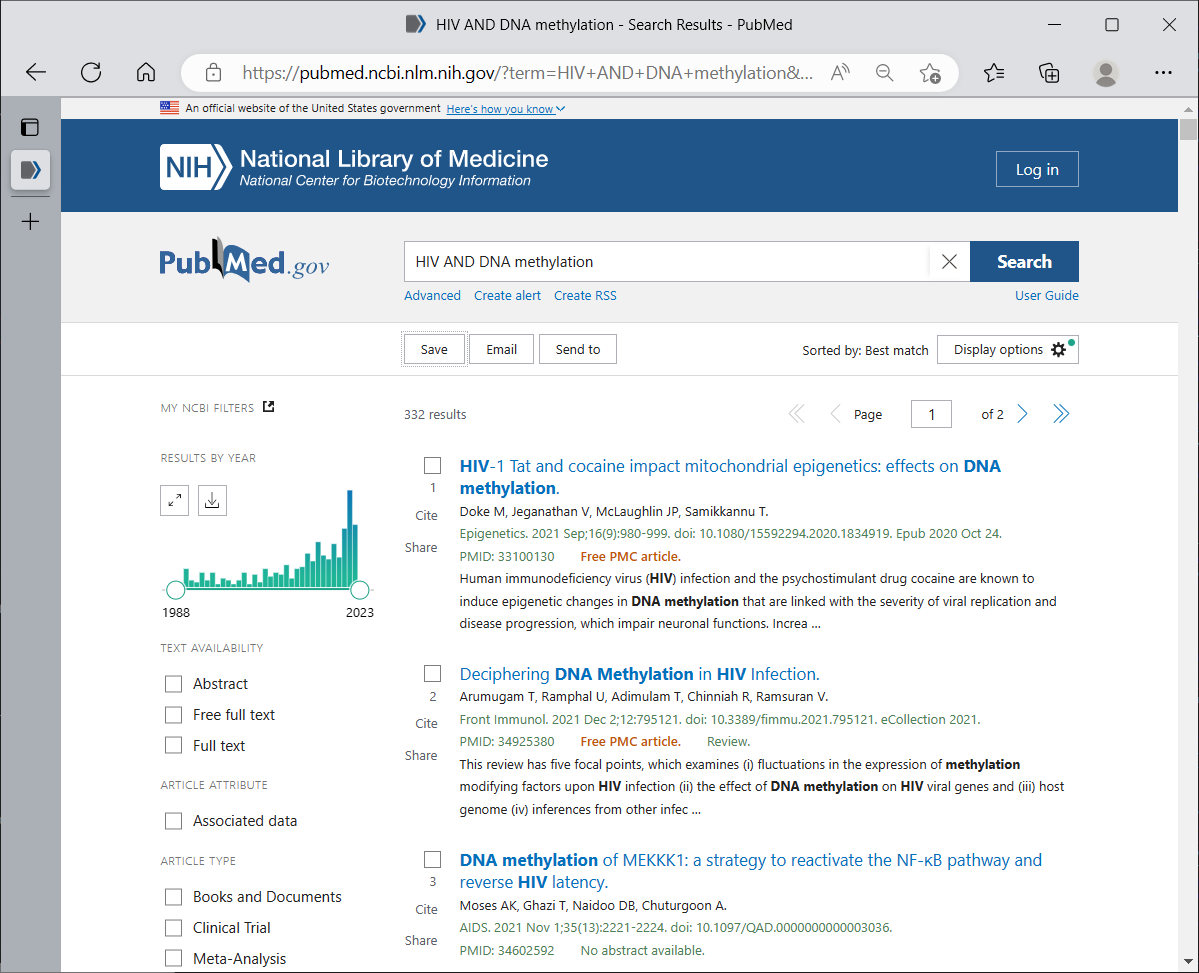 HIV AND DNA methylation - Search Results - PubMed
https://pubmed.ncbi.nlm.nih.gov/?term=HIV+AND+DNA+methylation&...
An official website of the United States government Here's how you know
NIH National Library of Medicine
National Center for Biotechnology Information
Log in
PubMed.gov
HIV AND DNA methylation
Search
Advanced Create alert Create RSS User Guide
Save Email Send to Sorted by: Best match Display options
MY NCBI FILTERS
332 results Page 1 of 2
RESULTS BY YEAR
1988 2023
TEXT AVAILABILITY
Abstract
Free full text
Full text
ARTICLE ATTRIBUTE
Associated data
ARTICLE TYPE
Books and Documents
Clinical Trial
Meta-Analysis
HIV-1 Tat and cocaine impact mitochondrial epigenetics: effects on DNA
1 methylation.
Cite Doke M, Jeganathan V, McLaughlin JP, Samikkannu T.
Epigenetics. 2021 Sep;16(9):980-999. doi: 10.1080/15592294.2020.1834919. Epub 2020 Oct 24.
Share PMID: 33100130 Free PMC article.
Human immunodeficiency virus (HIV) infection and the psychostimulant drug cocaine are known to
induce epigenetic changes in DNA methylation that are linked with the severity of viral replication and
disease progression, which impair neuronal functions. Increa ...
Deciphering DNA Methylation in HIV Infection.
2 Arumugam T, Ramphal U, Adimulam T, Chinniah R, Ramsuran V.
Cite Front Immunol. 2021 Dec 2;12:795121. doi: 10.3389/fimmu.2021.795121. eCollection 2021.
PMID: 34925380 Free PMC article. Review.
Share This review has five focal points, which examines (i) fluctuations in the expression of methylation
modifying factors upon HIV infection (ii) the effect of DNA methylation on HIV viral genes and (iii) host
genome (iv) inferences from other infec ...
DNA methylation of MEKKK1: a strategy to reactivate the NF-κB pathway and
3 reverse HIV latency.
Cite Moses AK, Ghazi T, Naidoo DB, Chuturgoon A.
AIDS. 2021 Nov 1;35(13):2221-2224. doi: 10.1097/QAD.0000000000003036.
Share PMID: 34602592 No abstract available.